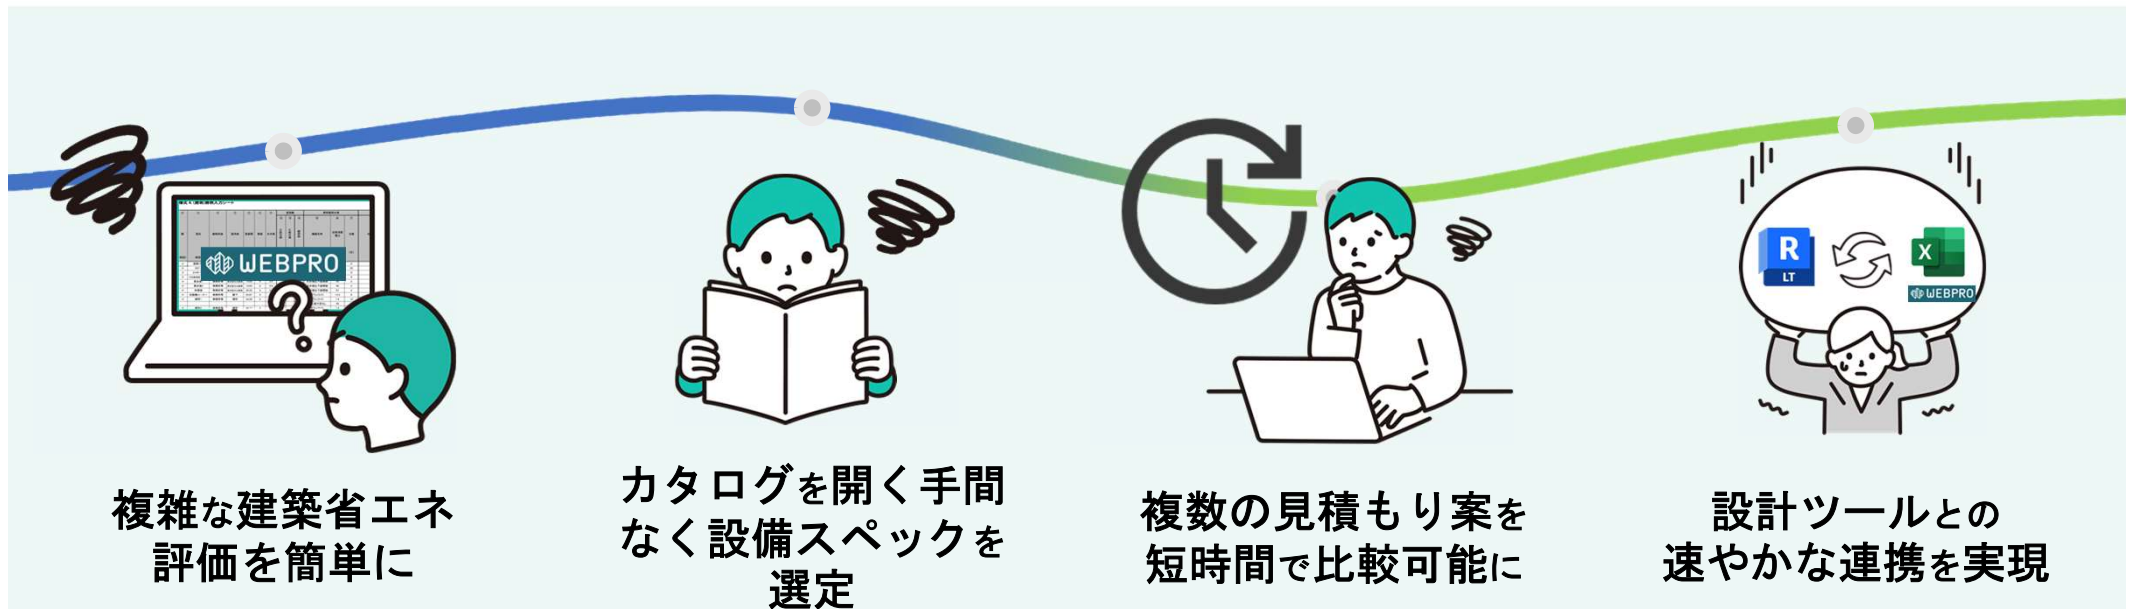 WEBPRO
?
R
LT
X
WEBPRO
複雑な建築省エネ
評価を簡単に
カタログを開く手間
なく設備スペックを
選定
複数の見積もり案を
短時間で比較可能に
設計ツールとの
速やかな連携を実現